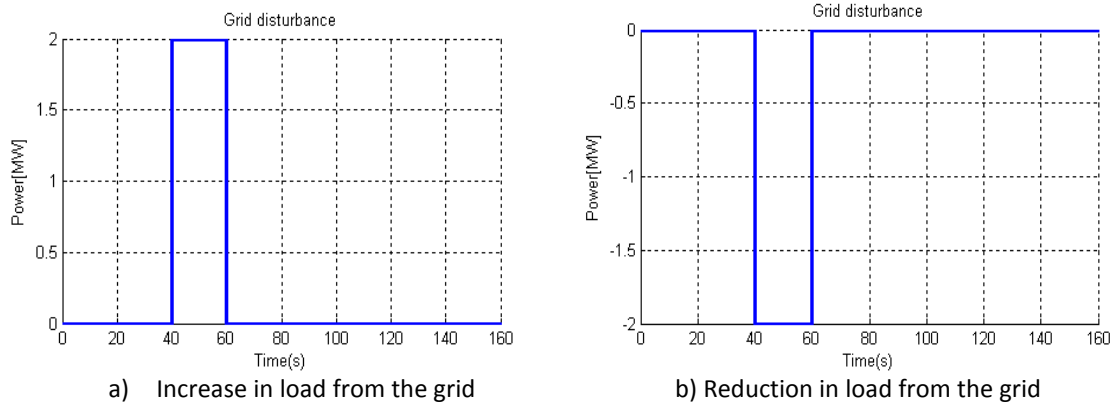 Grid disturbance
2
1.5
1
0.5
0
Power[MW]
0 20 40 60 80 100 120 140 160
Time(s)
a) Increase in load from the grid
Grid disturbance
0
-0.5
-1
-1.5
-2
Power[MW]
0 20 40 60 80 100 120 140 160
Time(s)
b) Reduction in load from the grid